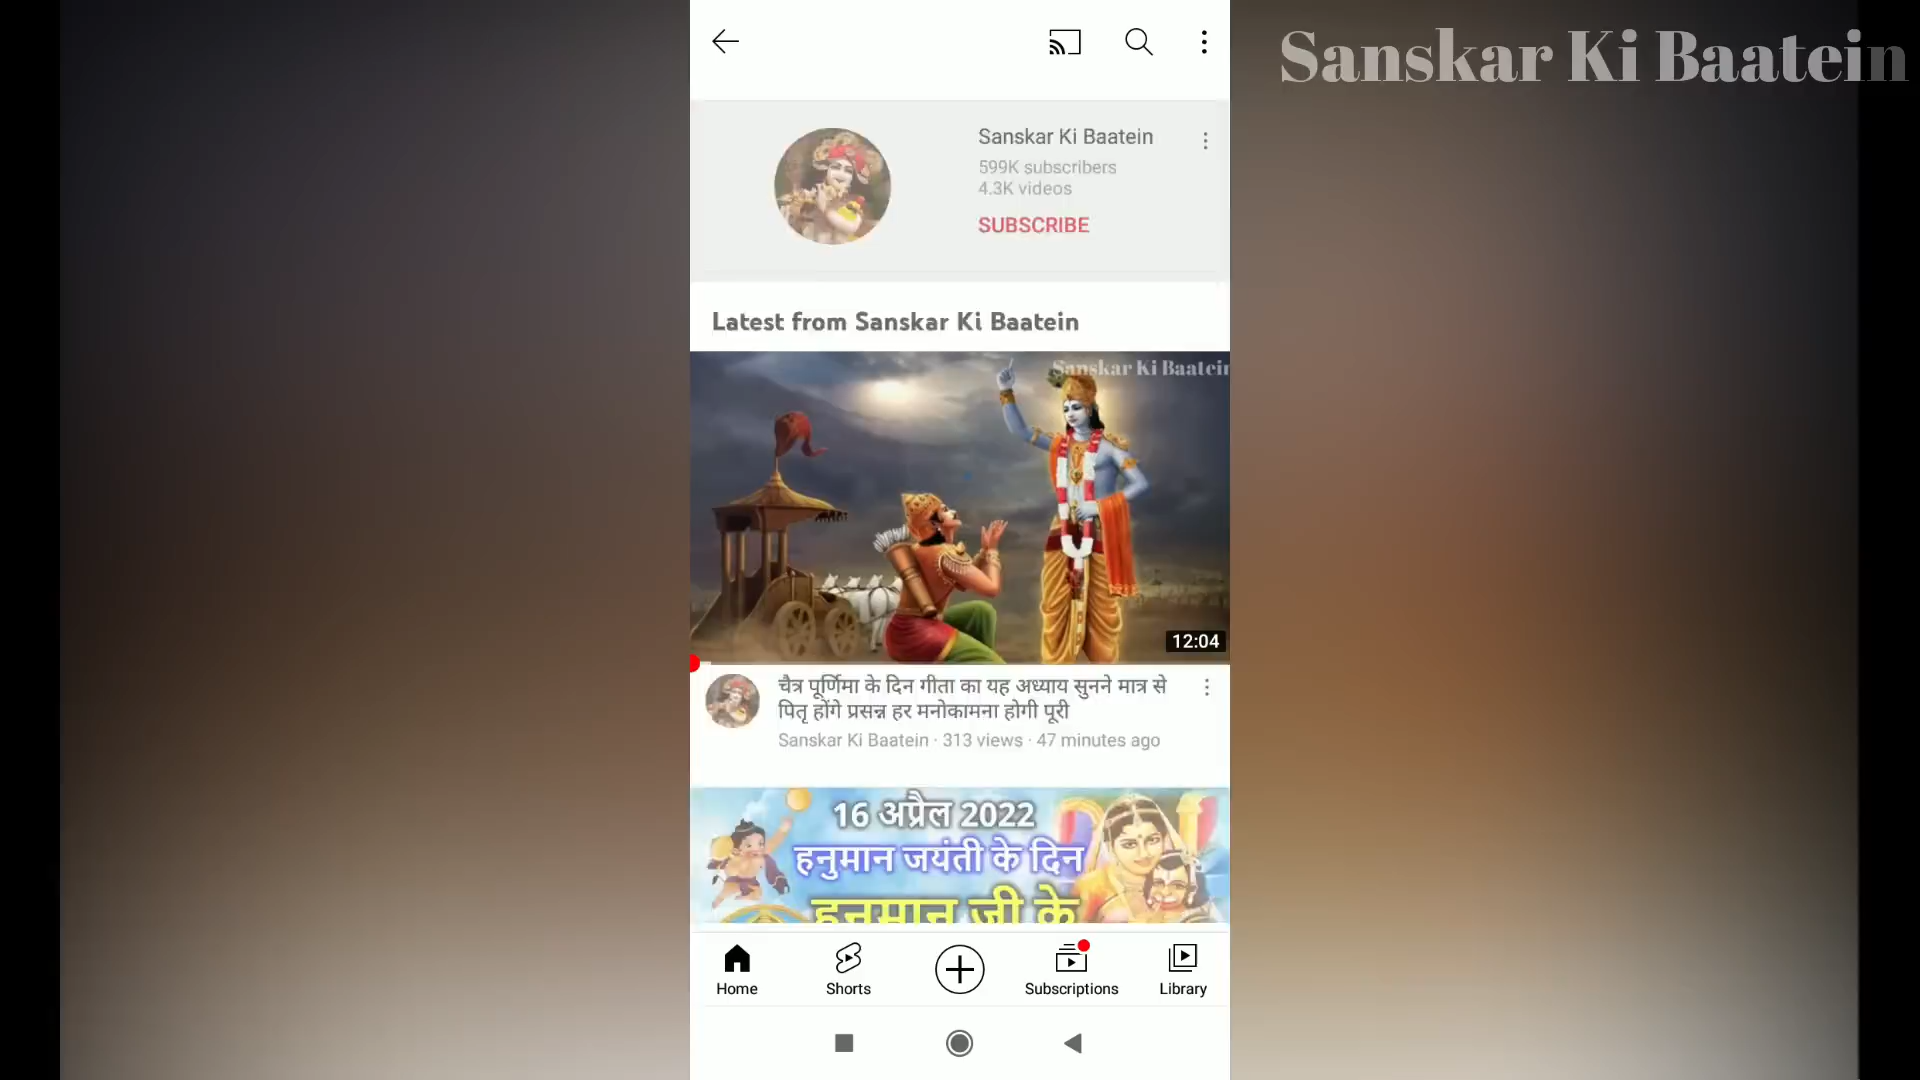 Sanskar Ki Baatein
Sanskar Ki Baatein
599K subscribers
4.3K videos
SUBSCRIBE
Latest from Sanskar Ki Baatein
Sanskar Ki Baatein
12:04
चैत्र पूर्णिमा के दिन गीता का यह अध्याय सुनने मात्र से
पितृ होंगे प्रसन्न हर मनोकामना होगी पूरी
Sanskar Ki Baatein · 313 views · 47 minutes ago
16 अप्रैल 2022
हनुमान जयंती के दिन
हनुमान जी के
Home
Shorts
Subscriptions
Library